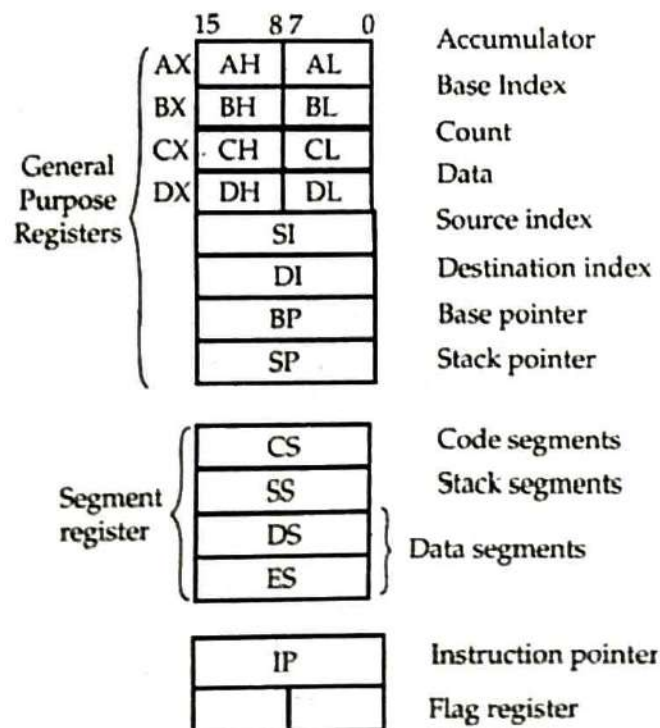 15 8 7 0
AX AH AL Accumulator
BX BH BL Base Index
CX CH CL Count
DX DH DL Data
General
Purpose
Registers
SI Source index
DI Destination index
BP Base pointer
SP Stack pointer
Segment
register
CS Code segments
SS Stack segments
DS
ES
Data segments
IP Instruction pointer
Flag register